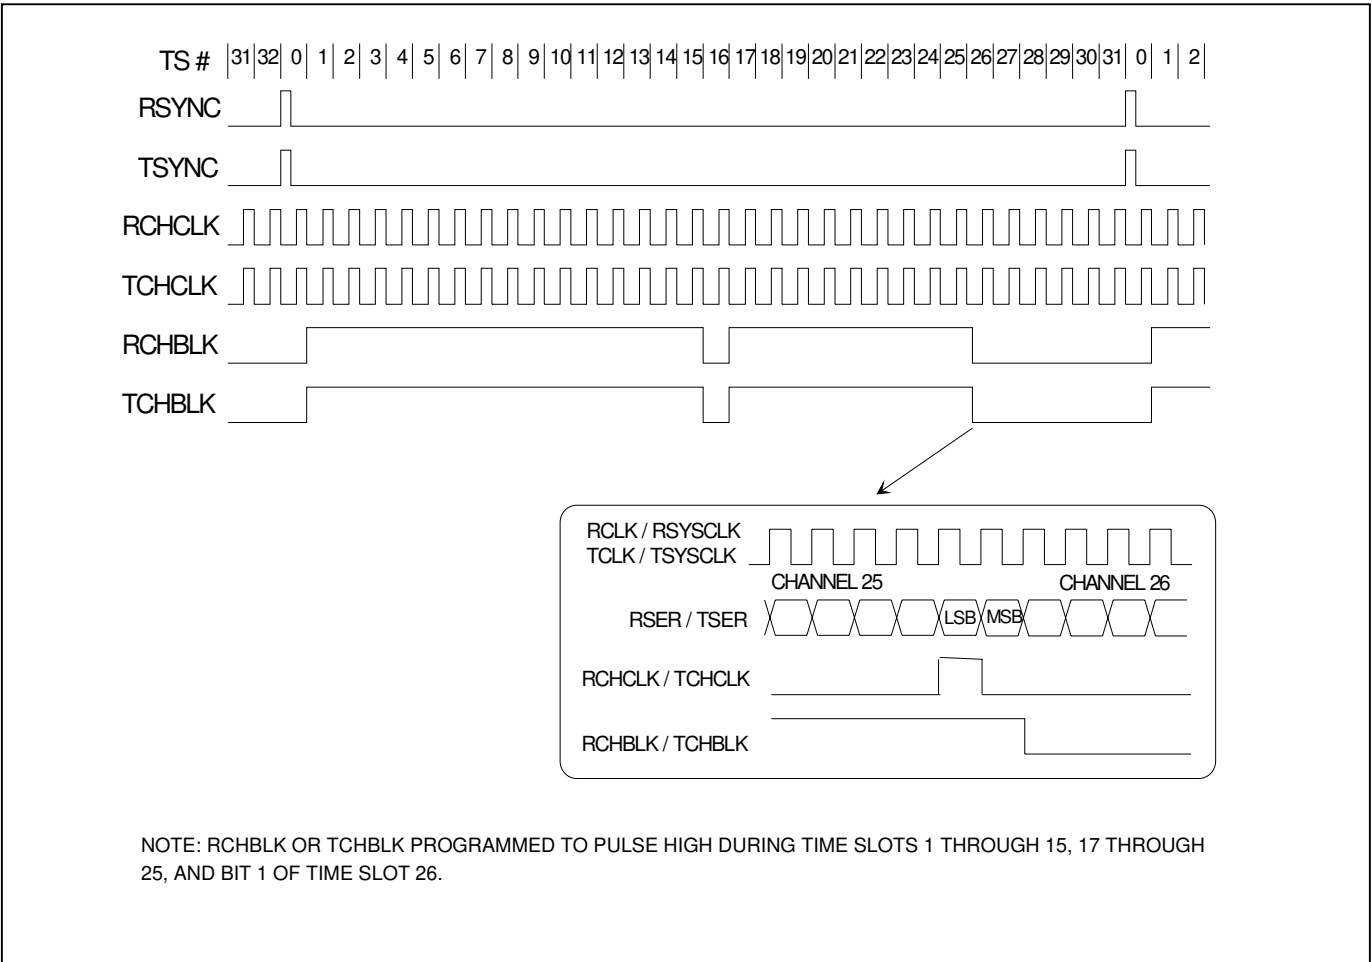 TS # 31 32 0 1 2 3 4 5 6 7 8 9 10 11 12 13 14 15 16 17 18 19 20 21 22 23 24 25 26 27 28 29 30 31 0 1 2
RSYNC
TSYNC
RCHCLK
TCHCLK
RCHBLK
TCHBLK
RCLK / RSYSCLK
TCLK / TSYSCLK
CHANNEL 25 CHANNEL 26
RSER / TSER LSB MSB
RCHCLK / TCHCLK
RCHBLK / TCHBLK
NOTE: RCHBLK OR TCHBLK PROGRAMMED TO PULSE HIGH DURING TIME SLOTS 1 THROUGH 15, 17 THROUGH
25, AND BIT 1 OF TIME SLOT 26.